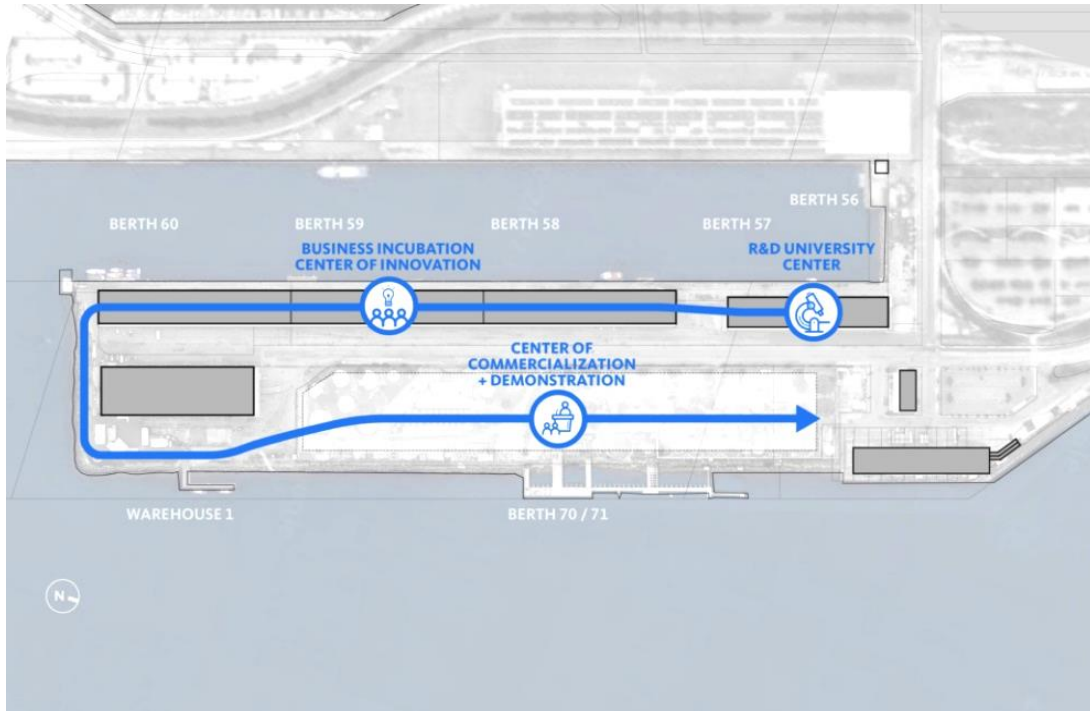 BERTH 56
BERTH 60
BERTH 59
BERTH 58
BERTH 57
BUSINESS INCUBATION
CENTER OF INNOVATION
R&D UNIVERSITY
CENTER
CENTER OF
COMMERCIALIZATION
+ DEMONSTRATION
WAREHOUSE 1
BERTH 70 / 71
N